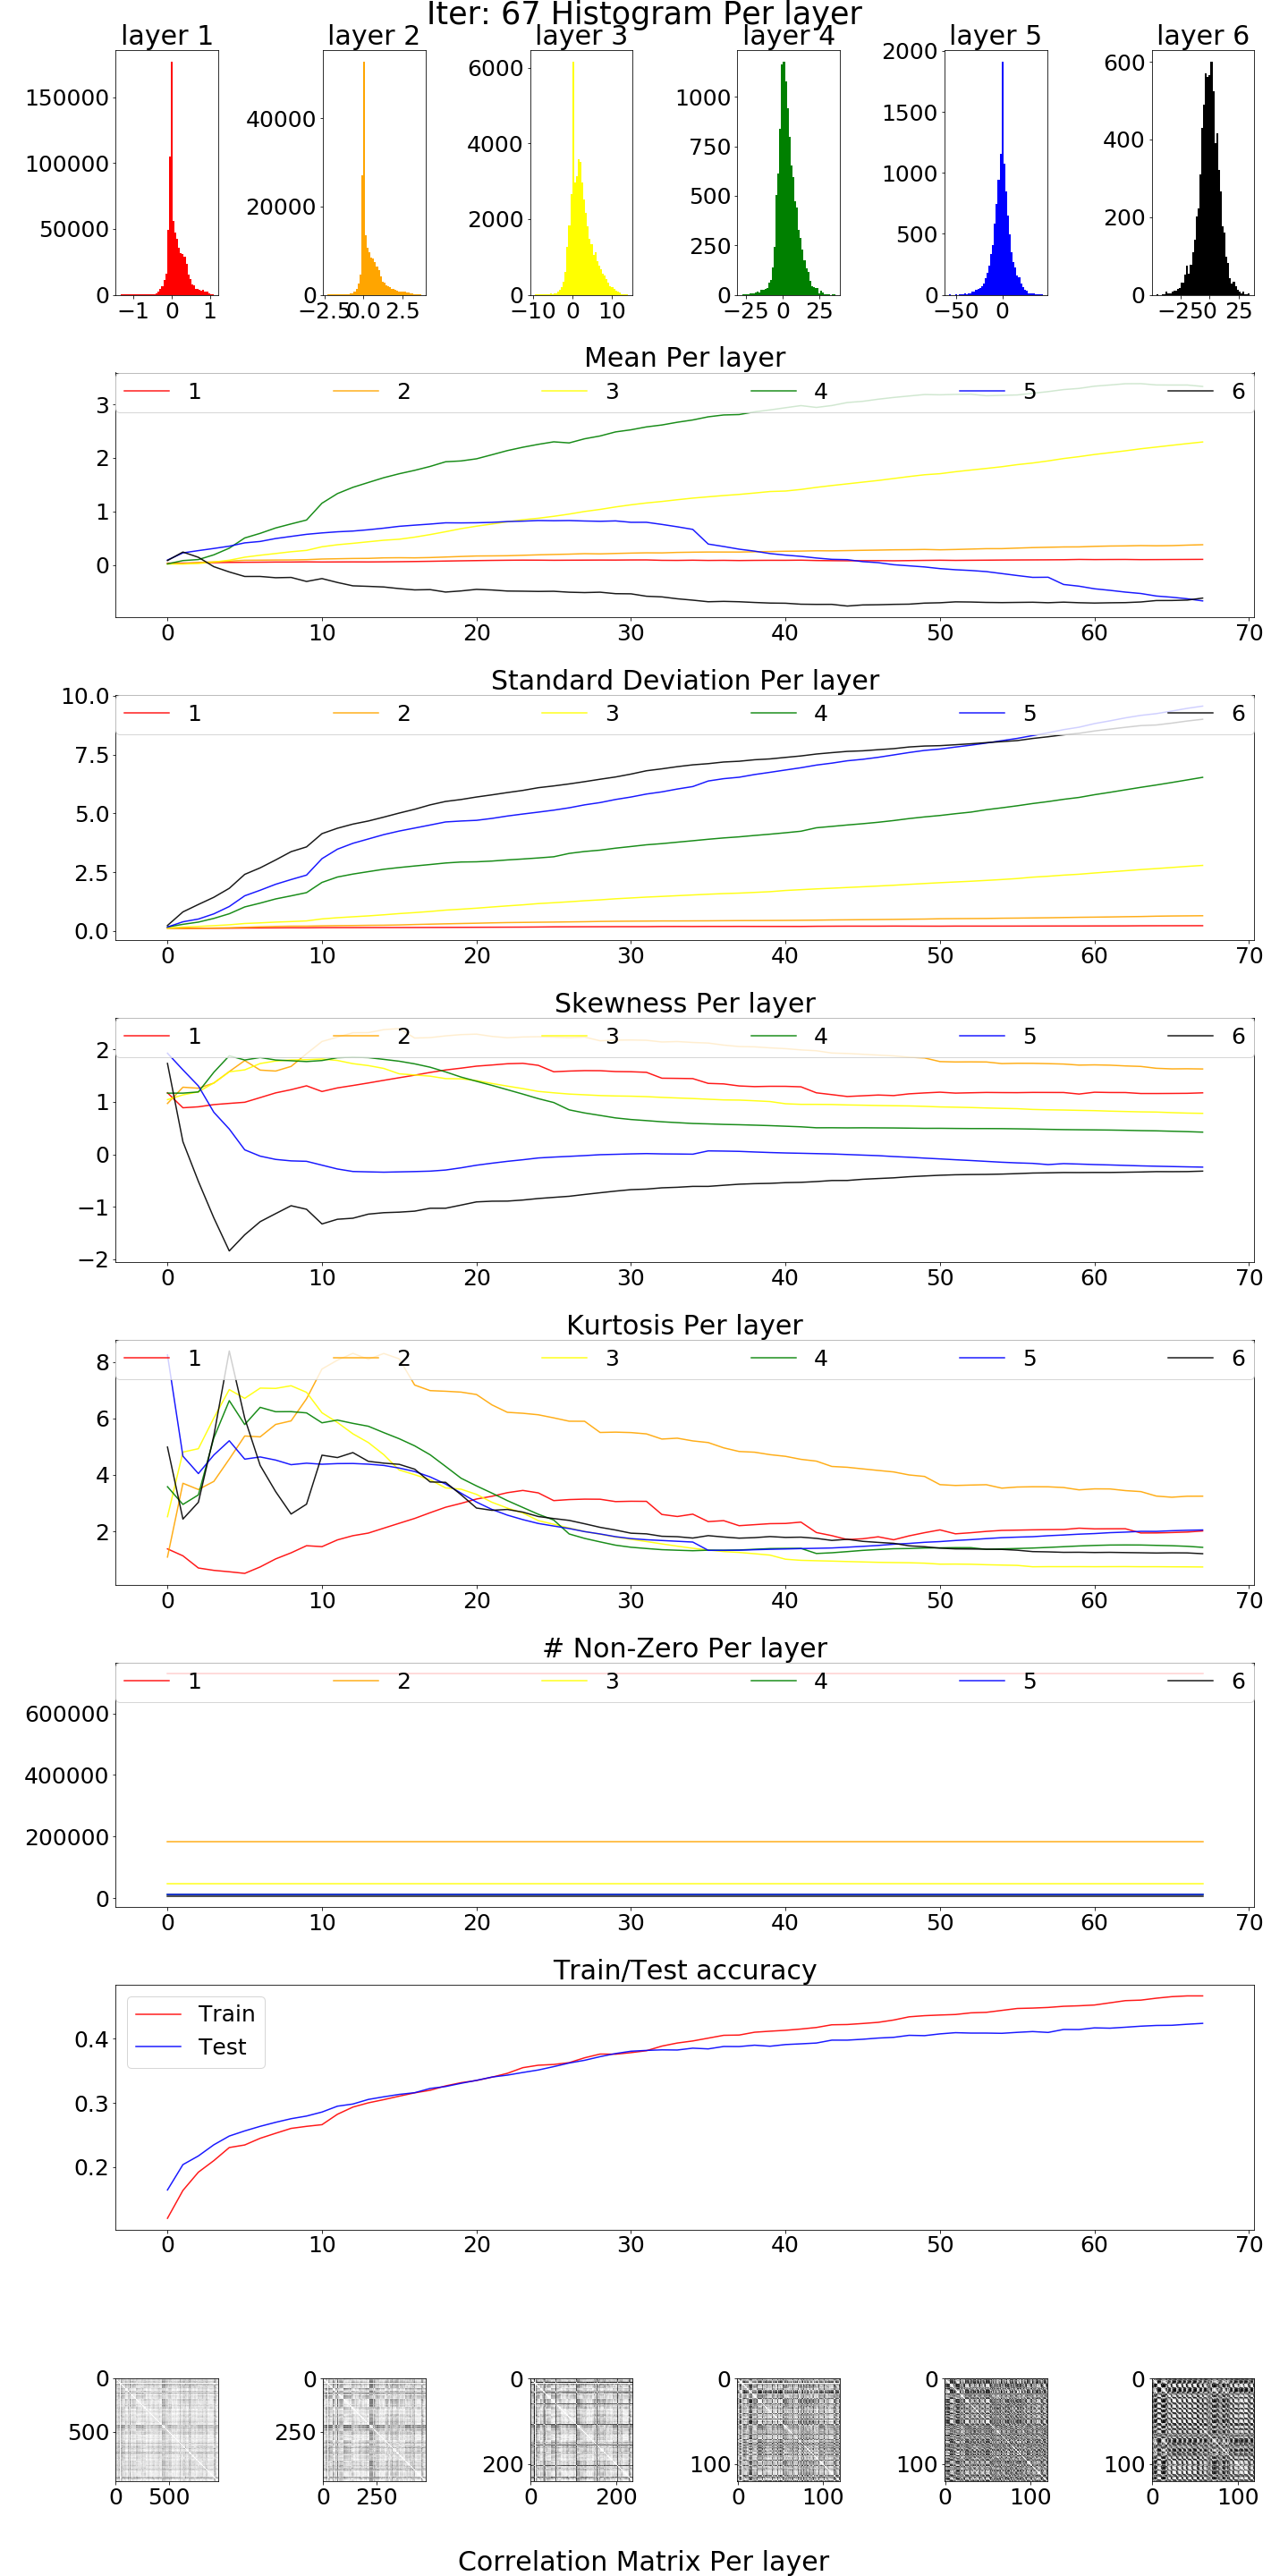 Iter: 67 Histogram Per layer
layer 1 layer 2 layer 3 layer 4 layer 5 layer 6
150000 100000 50000 0
−1 0 1
40000 20000 0
−2.5 0.0 2.5
6000 4000 2000 0
−10 0 10
1000 750 500 250 0
−25 0 25
2000 1500 1000 500 0
−50 0
600 400 200 0
−25 0 25
Mean Per layer
1 2 3 4 5 6
3
2
1
0
0 10 20 30 40 50 60 70
Standard Deviation Per layer
10.0
1 2 3 4 5 6
7.5
5.0
2.5
0.0
0 10 20 30 40 50 60 70
Skewness Per layer
1 2 3 4 5 6
2
1
0
−1
−2
0 10 20 30 40 50 60 70
Kurtosis Per layer
1 2 3 4 5 6
8
6
4
2
0 10 20 30 40 50 60 70
# Non-Zero Per layer
1 2 3 4 5 6
600000
400000
200000
0
0 10 20 30 40 50 60 70
Train/Test accuracy
Train
Test
0.4
0.3
0.2
0 10 20 30 40 50 60 70
0 500
0 500
0 250
0 250
0 200
0 200
0 100
0 100
0 100
0 100
0 100
0 100
Correlation Matrix Per layer